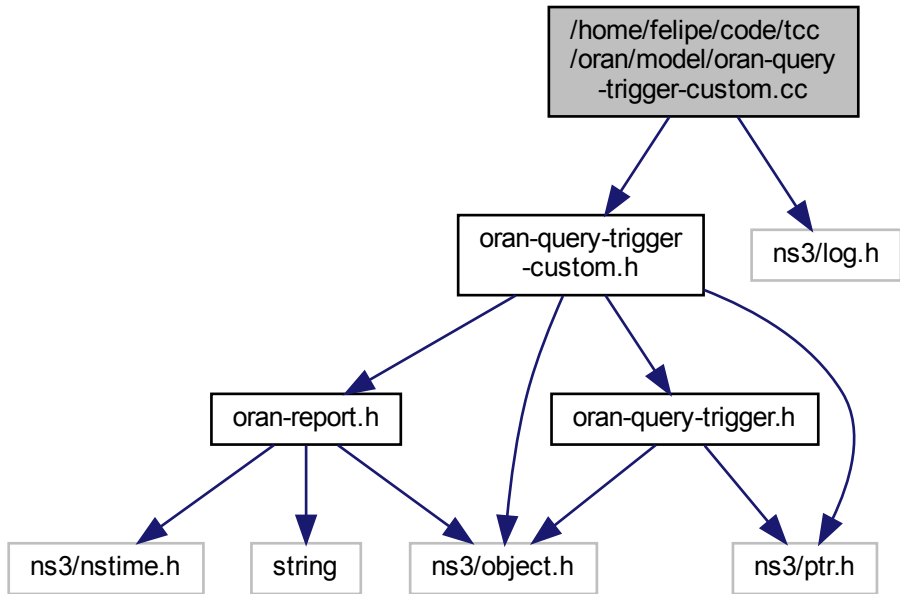 /home/felipe/code/tcc
/oran/model/oran-query
-trigger-custom.cc
oran-query-trigger
-custom.h
ns3/log.h
oran-report.h
oran-query-trigger.h
ns3/nstime.h
string
ns3/object.h
ns3/ptr.h